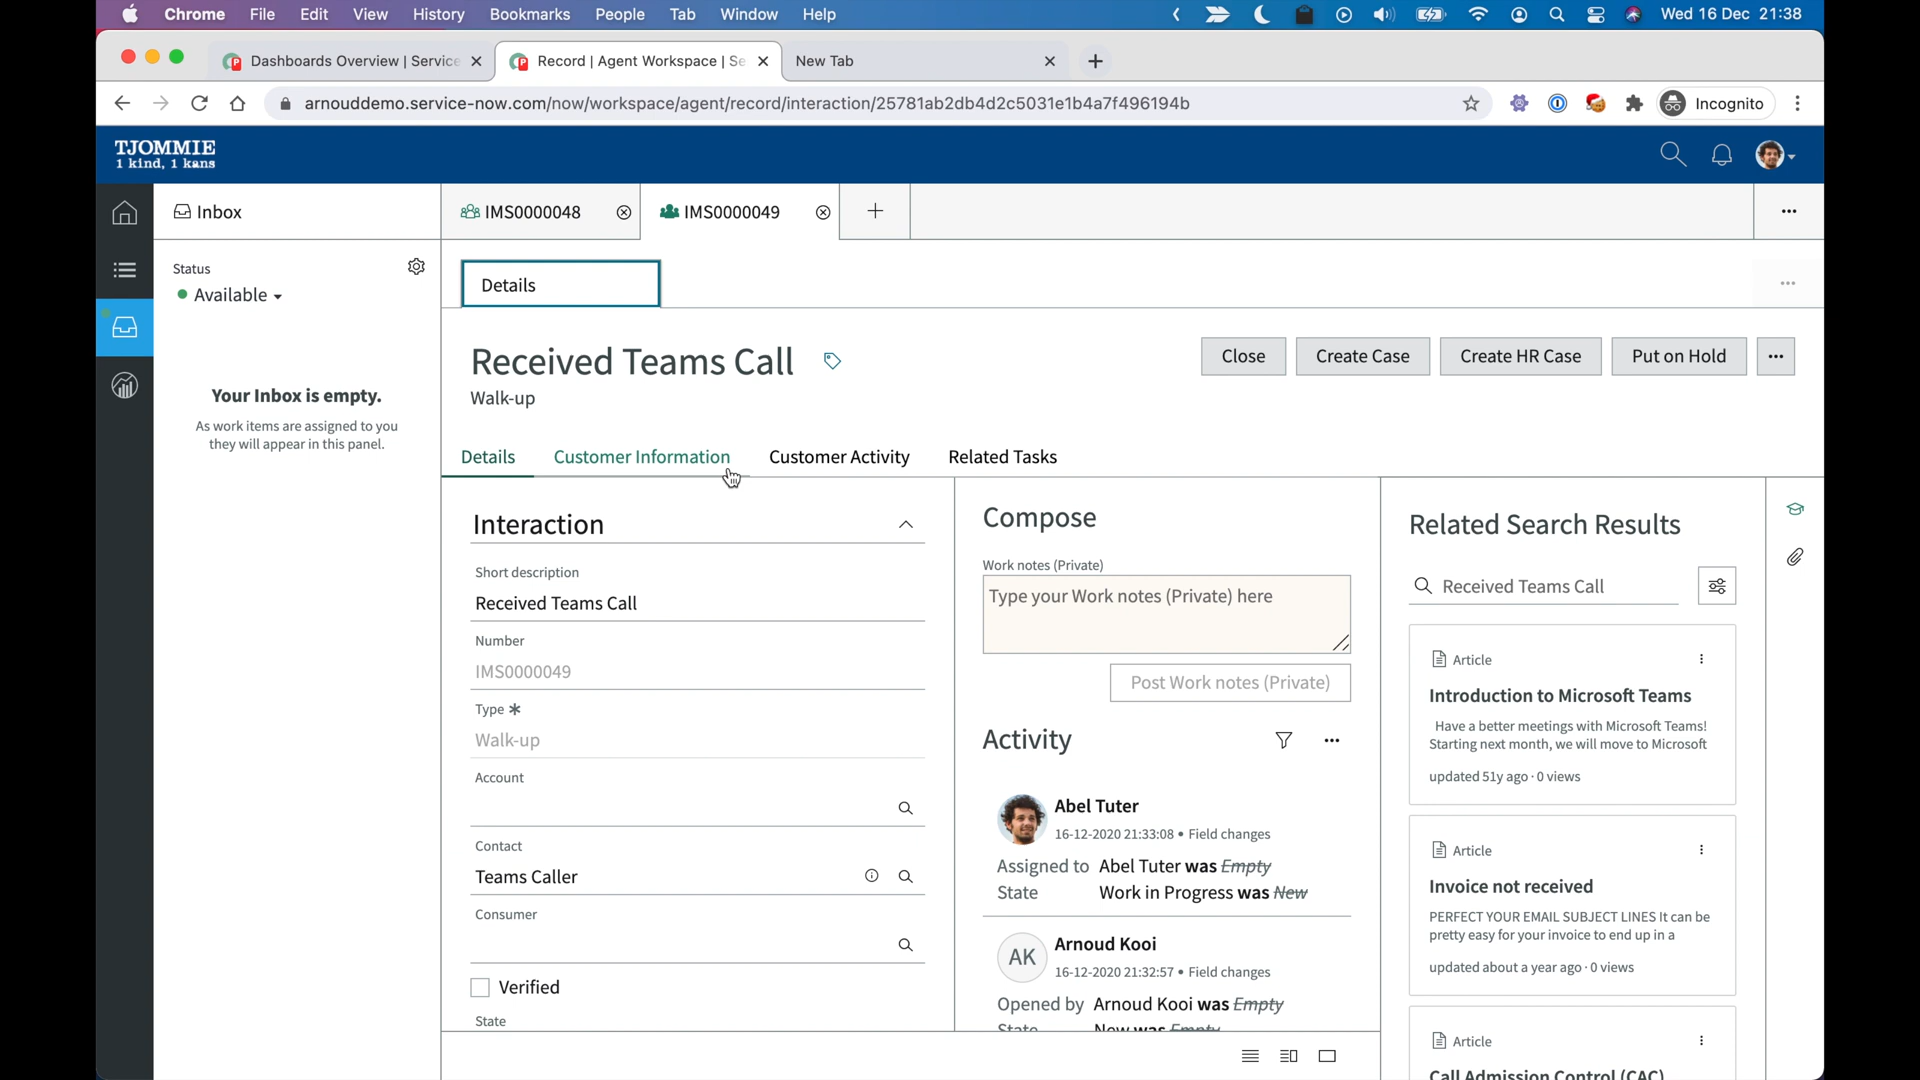 Chrome File Edit View History Bookmarks People Tab Window Help Wed 16 Dec 21:38
Dashboards Overview | Service
Record | Agent Workspace | Se
New Tab
arnouddemo.service-now.com/now/workspace/agent/record/interaction/25781ab2db4d2c5031e1b4a7f496194b
Incognito
TJOMMIE
1 kind, 1 kans
Inbox
IMS0000048
IMS0000049
Status
Available
Your Inbox is empty.
As work items are assigned to you
they will appear in this panel.
Details
Received Teams Call
Walk-up
Close
Create Case
Create HR Case
Put on Hold
Details
Customer Information
Customer Activity
Related Tasks
Interaction
Short description
Received Teams Call
Number
IMS0000049
Type
Walk-up
Account
Contact
Teams Caller
Consumer
Verified
State
Compose
Work notes (Private)
Type your Work notes (Private) here
Post Work notes (Private)
Activity
Abel Tuter
16-12-2020 21:33:08 • Field changes
Assigned to Abel Tuter was Empty
State Work in Progress was New
AK
Arnoud Kooi
16-12-2020 21:32:57 • Field changes
Opened by Arnoud Kooi was Empty
State New was Empty
Related Search Results
Received Teams Call
Article
Introduction to Microsoft Teams
Have a better meetings with Microsoft Teams!
Starting next month, we will move to Microsoft
updated 51y ago · 0 views
Article
Invoice not received
PERFECT YOUR EMAIL SUBJECT LINES It can be
pretty easy for your invoice to end up in a
updated about a year ago · 0 views
Article
Call Admission Control (CAC)